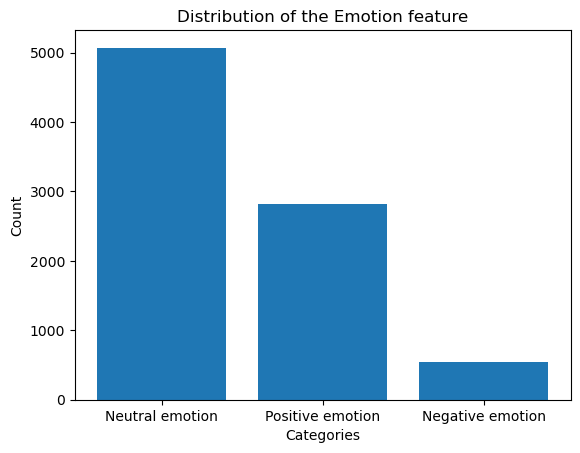 Distribution of the Emotion feature
5000
4000
3000
2000
1000
0
Count
Neutral emotion
Positive emotion
Negative emotion
Categories